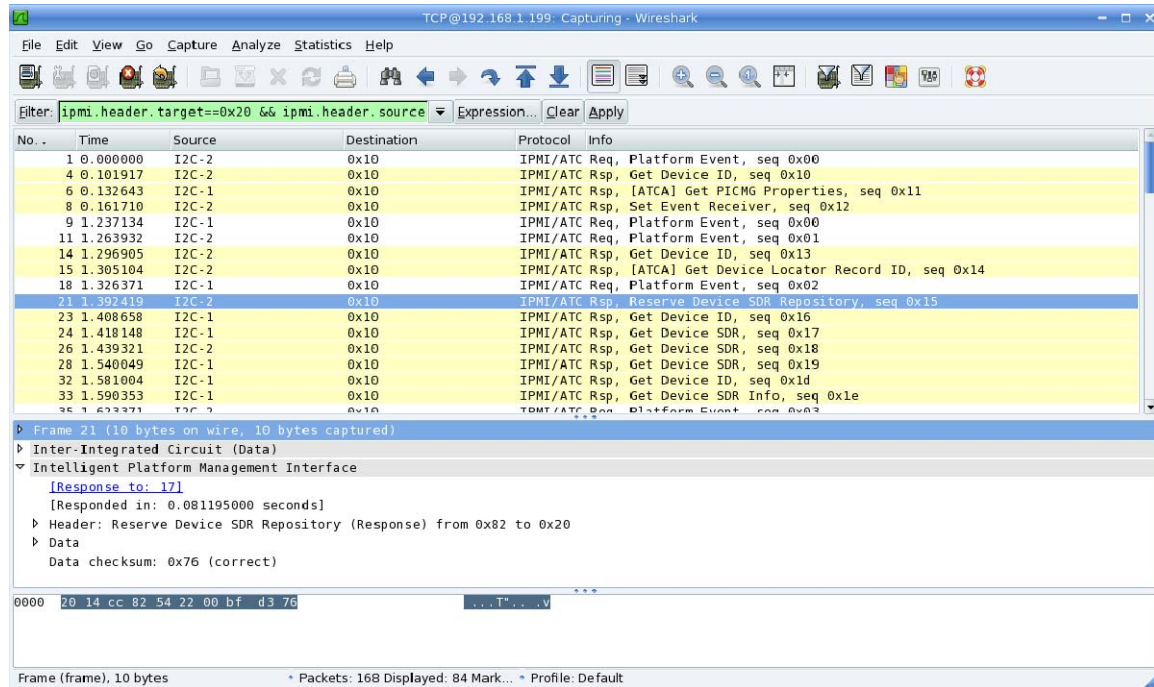 TCP@192.168.1.199: Capturing - Wireshark
File Edit View Go Capture Analyze Statistics Help
Filter: ipmi.header.target==0x20 && ipmi.header.source Expression... Clear Apply
No. . Time Source Destination Protocol Info
1 0.000000 I2C-2 0x10 IPMI/ATC Req, Platform Event, seq 0x00
4 0.101917 I2C-2 0x10 IPMI/ATC Rsp, Get Device ID, seq 0x10
6 0.132643 I2C-1 0x10 IPMI/ATC Rsp, [ATCA] Get PICMG Properties, seq 0x11
8 0.161710 I2C-2 0x10 IPMI/ATC Rsp, Set Event Receiver, seq 0x12
9 1.237134 I2C-1 0x10 IPMI/ATC Req, Platform Event, seq 0x00
11 1.263932 I2C-2 0x10 IPMI/ATC Req, Platform Event, seq 0x01
14 1.296905 I2C-2 0x10 IPMI/ATC Rsp, Get Device ID, seq 0x13
15 1.305104 I2C-2 0x10 IPMI/ATC Rsp, [ATCA] Get Device Locator Record ID, seq 0x14
18 1.326371 I2C-1 0x10 IPMI/ATC Req, Platform Event, seq 0x02
21 1.392419 I2C-2 0x10 IPMI/ATC Rsp, Reserve Device SDR Repository, seq 0x15
23 1.408658 I2C-1 0x10 IPMI/ATC Rsp, Get Device ID, seq 0x16
24 1.418148 I2C-1 0x10 IPMI/ATC Rsp, Get Device SDR, seq 0x17
26 1.439321 I2C-2 0x10 IPMI/ATC Rsp, Get Device SDR, seq 0x18
28 1.540049 I2C-1 0x10 IPMI/ATC Rsp, Get Device SDR, seq 0x19
32 1.581004 I2C-1 0x10 IPMI/ATC Rsp, Get Device ID, seq 0x1d
33 1.590353 I2C-1 0x10 IPMI/ATC Rsp, Get Device SDR Info, seq 0x1e
35 1.623371 I2C-2 0x10 IPMI/ATC Req, Platform Event, seq 0x03
Frame 21 (10 bytes on wire, 10 bytes captured)
Inter-Integrated Circuit (Data)
Intelligent Platform Management Interface
[Response to: 17]
[Responded in: 0.081195000 seconds]
Header: Reserve Device SDR Repository (Response) from 0x82 to 0x20
Data
Data checksum: 0x76 (correct)
0000 20 14 cc 82 54 22 00 bf d3 76 ...T".. .v
Frame (frame), 10 bytes Packets: 168 Displayed: 84 Mark... Profile: Default